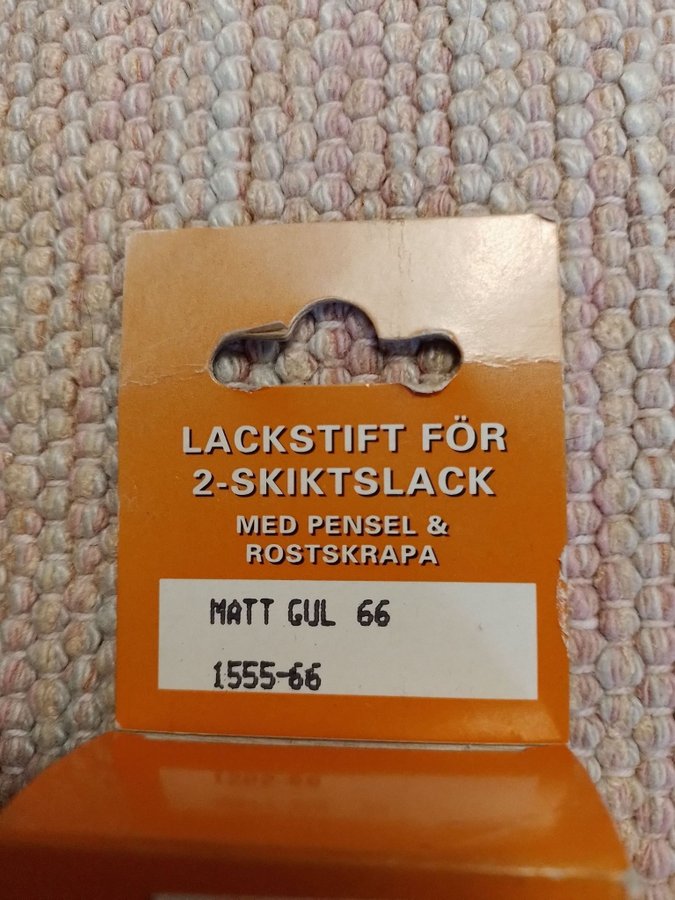 LACKSTIFT FÖR
2-SKIKTSLACK
MED PENSEL &
ROSTSKRAPA
MATT GUL 66
1555-66